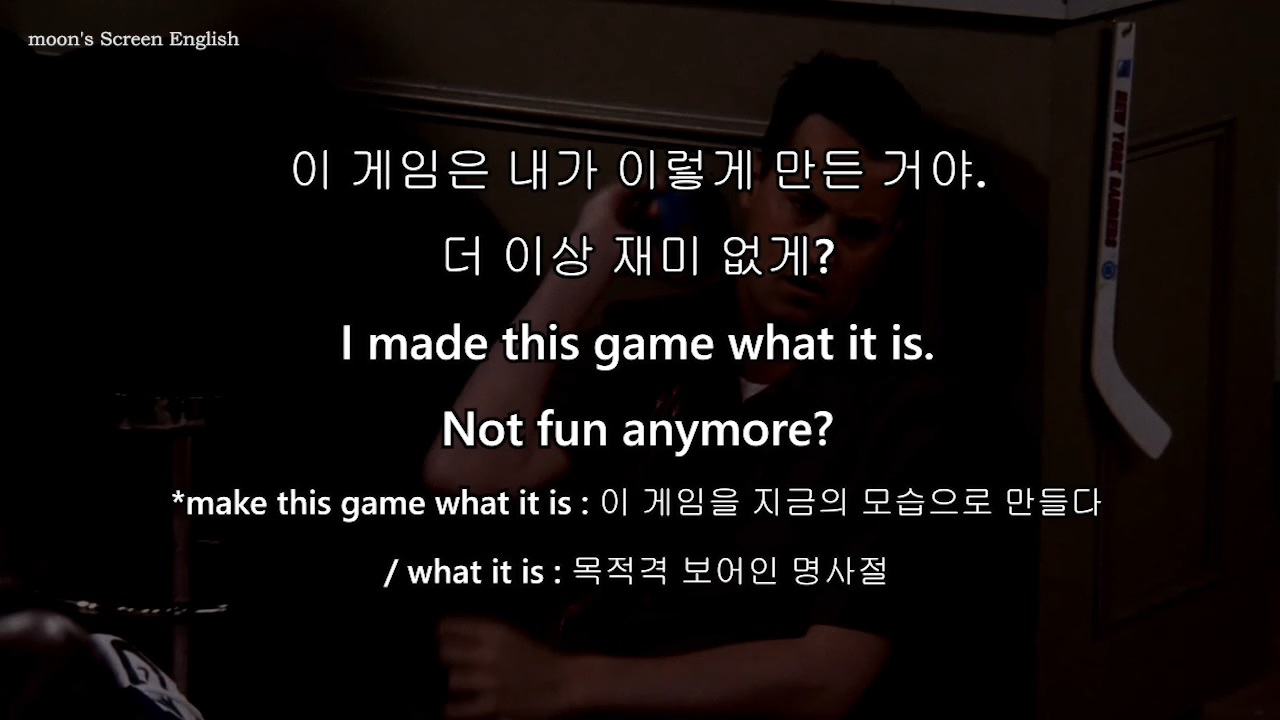 moon's Screen English
이 게임은 내가 이렇게 만든 거야.
더 이상 재미 없게?
I made this game what it is.
Not fun anymore?
*make this game what it is : 이 게임을 지금의 모습으로 만들다
/ what it is : 목적격 보어인 명사절
NEW YORK RANGERS